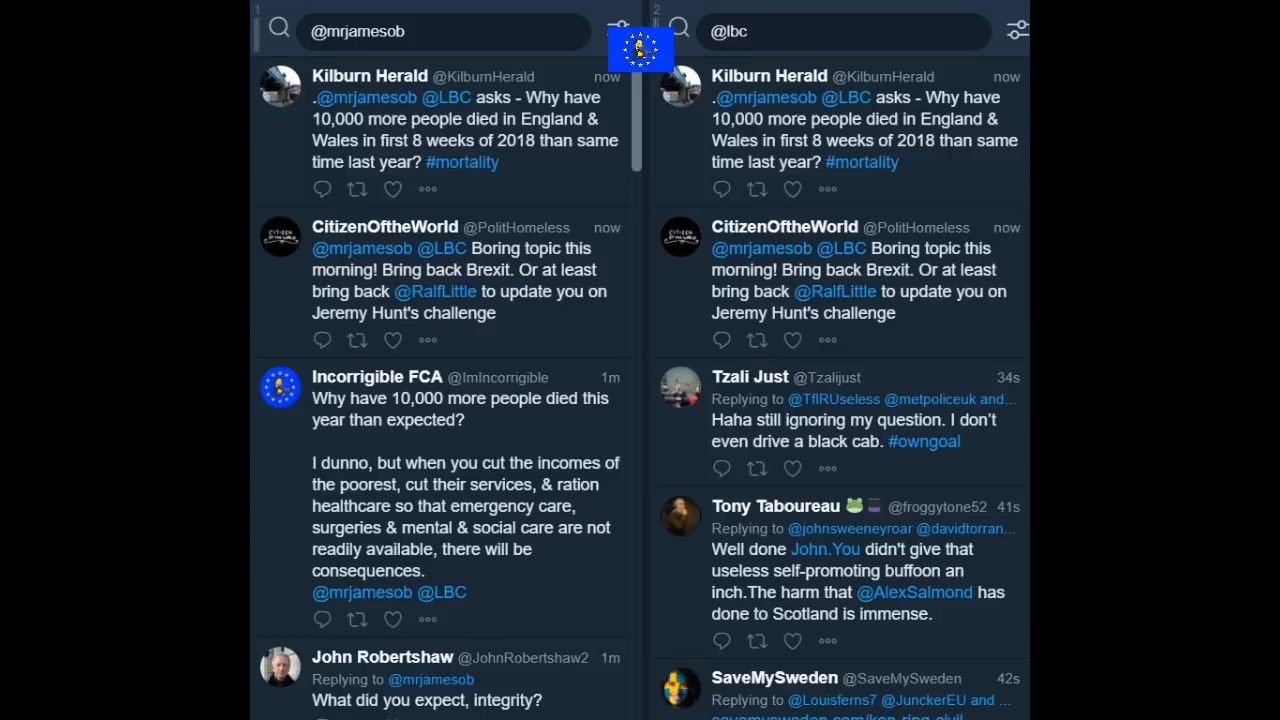 1
@mrjamesob
Kilburn Herald @KilburnHerald now
.@mrjamesob @LBC asks - Why have
10,000 more people died in England &
Wales in first 8 weeks of 2018 than same
time last year? #mortality
CitizenOftheWorld @PolitHomeless now
@mrjamesob @LBC Boring topic this
morning! Bring back Brexit. Or at least
bring back @RalfLittle to update you on
Jeremy Hunt's challenge
Incorrigible FCA @ImIncorrigible 1m
Why have 10,000 more people died this
year than expected?
I dunno, but when you cut the incomes of
the poorest, cut their services, & ration
healthcare so that emergency care,
surgeries & mental & social care are not
readily available, there will be
consequences.
@mrjamesob @LBC
John Robertshaw @JohnRobertshaw2 1m
Replying to @mrjamesob
What did you expect, integrity?
2
@lbc
Kilburn Herald @KilburnHerald now
.@mrjamesob @LBC asks - Why have
10,000 more people died in England &
Wales in first 8 weeks of 2018 than same
time last year? #mortality
CitizenOftheWorld @PolitHomeless now
@mrjamesob @LBC Boring topic this
morning! Bring back Brexit. Or at least
bring back @RalfLittle to update you on
Jeremy Hunt's challenge
Tzali Just @Tzalijust 34s
Replying to @TflRUseless @metpoliceuk and...
Haha still ignoring my question. I don't
even drive a black cab. #owngoal
Tony Taboureau @froggytone52 41s
Replying to @johnsweeneyroar @davidtorran...
Well done John.You didn't give that
useless self-promoting buffoon an
inch.The harm that @AlexSalmond has
done to Scotland is immense.
SaveMySweden @SaveMySweden 42s
Replying to @Louisferns7 @JunckerEU and ...